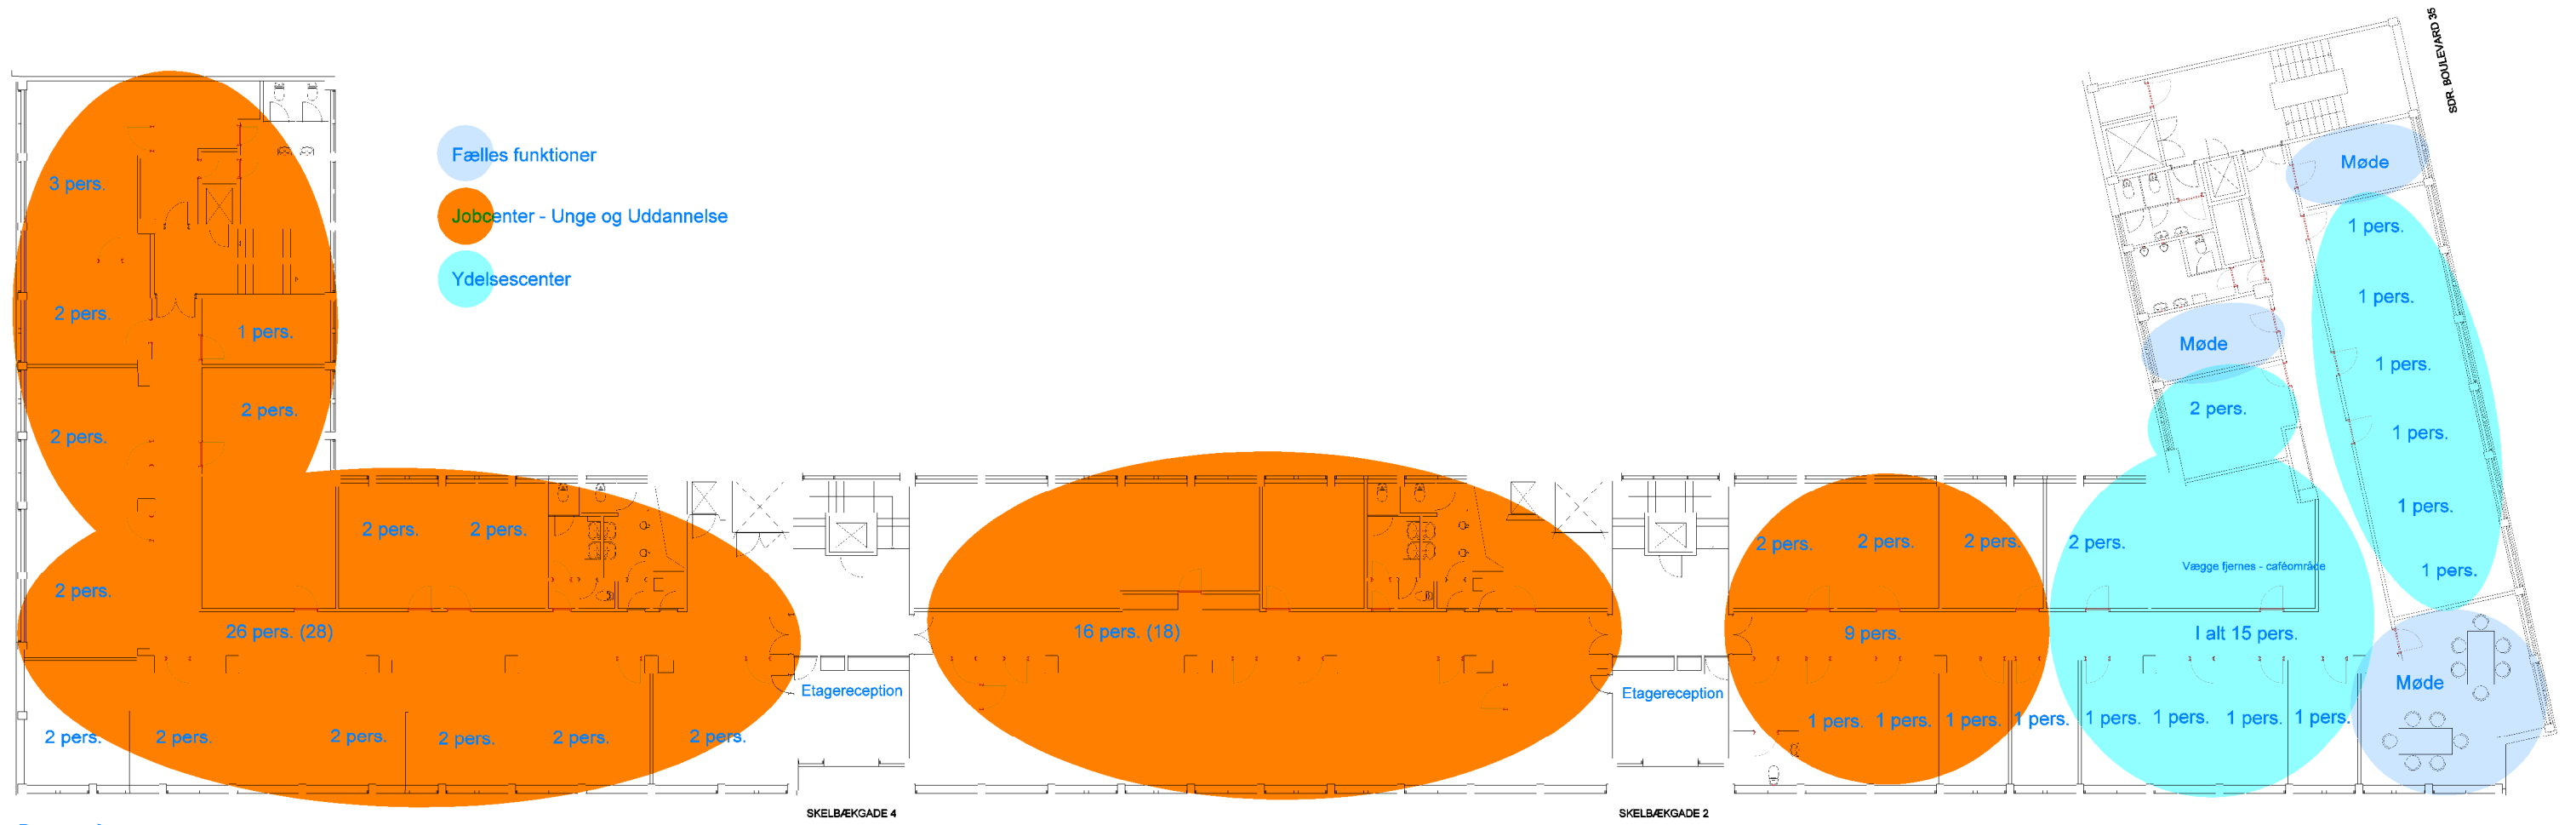 SDR. BOULEVARD 35
Fælles funktioner
Jobcenter - Unge og Uddannelse
Ydelsescenter
3 pers.
2 pers.
1 pers.
2 pers.
2 pers.
2 pers.
2 pers.
2 pers.
26 pers. (28)
2 pers.
2 pers.
2 pers.
2 pers.
2 pers.
2 pers.
Etagereception
SKELBÆKGADE 4
16 pers. (18)
Etagereception
SKELBÆKGADE 2
2 pers.
2 pers.
2 pers.
2 pers.
Vægge fjernes - caféområde
9 pers.
I alt 15 pers.
1 pers.
1 pers.
1 pers.
1 pers.
1 pers.
1 pers.
1 pers.
1 pers.
Møde
Møde
2 pers.
1 pers.
1 pers.
1 pers.
1 pers.
1 pers.
1 pers.
Møde